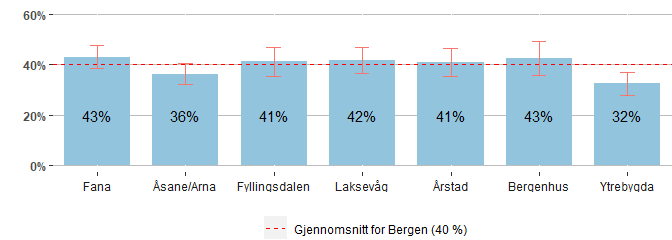 60%
40%
20%
0%
43% 36% 41% 42% 41% 43% 32%
Fana Åsane/Arna Fyllingsdalen Laksevåg Årstad Bergenhus Ytrebygda
Gjennomsnitt for Bergen (40 %)